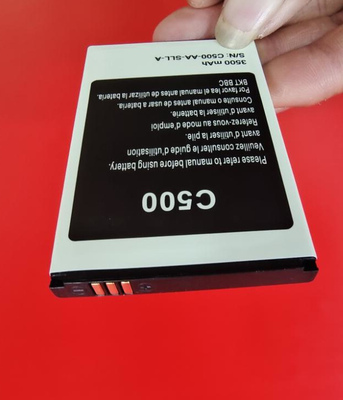 C500
Please refer to manual before using battery.
Veuillez consuler le guide d'utilisation
avant d'utiliser la pile.
Referez-vous au mode d'emploi
avant d'utiliser la batterie.
Consulte o manual antes de usar a bateria.
Por favor lea el manual antes de utilizar la bateria.
BKT BBC
3500 mAh
S/N: C500-AA-SLL-A